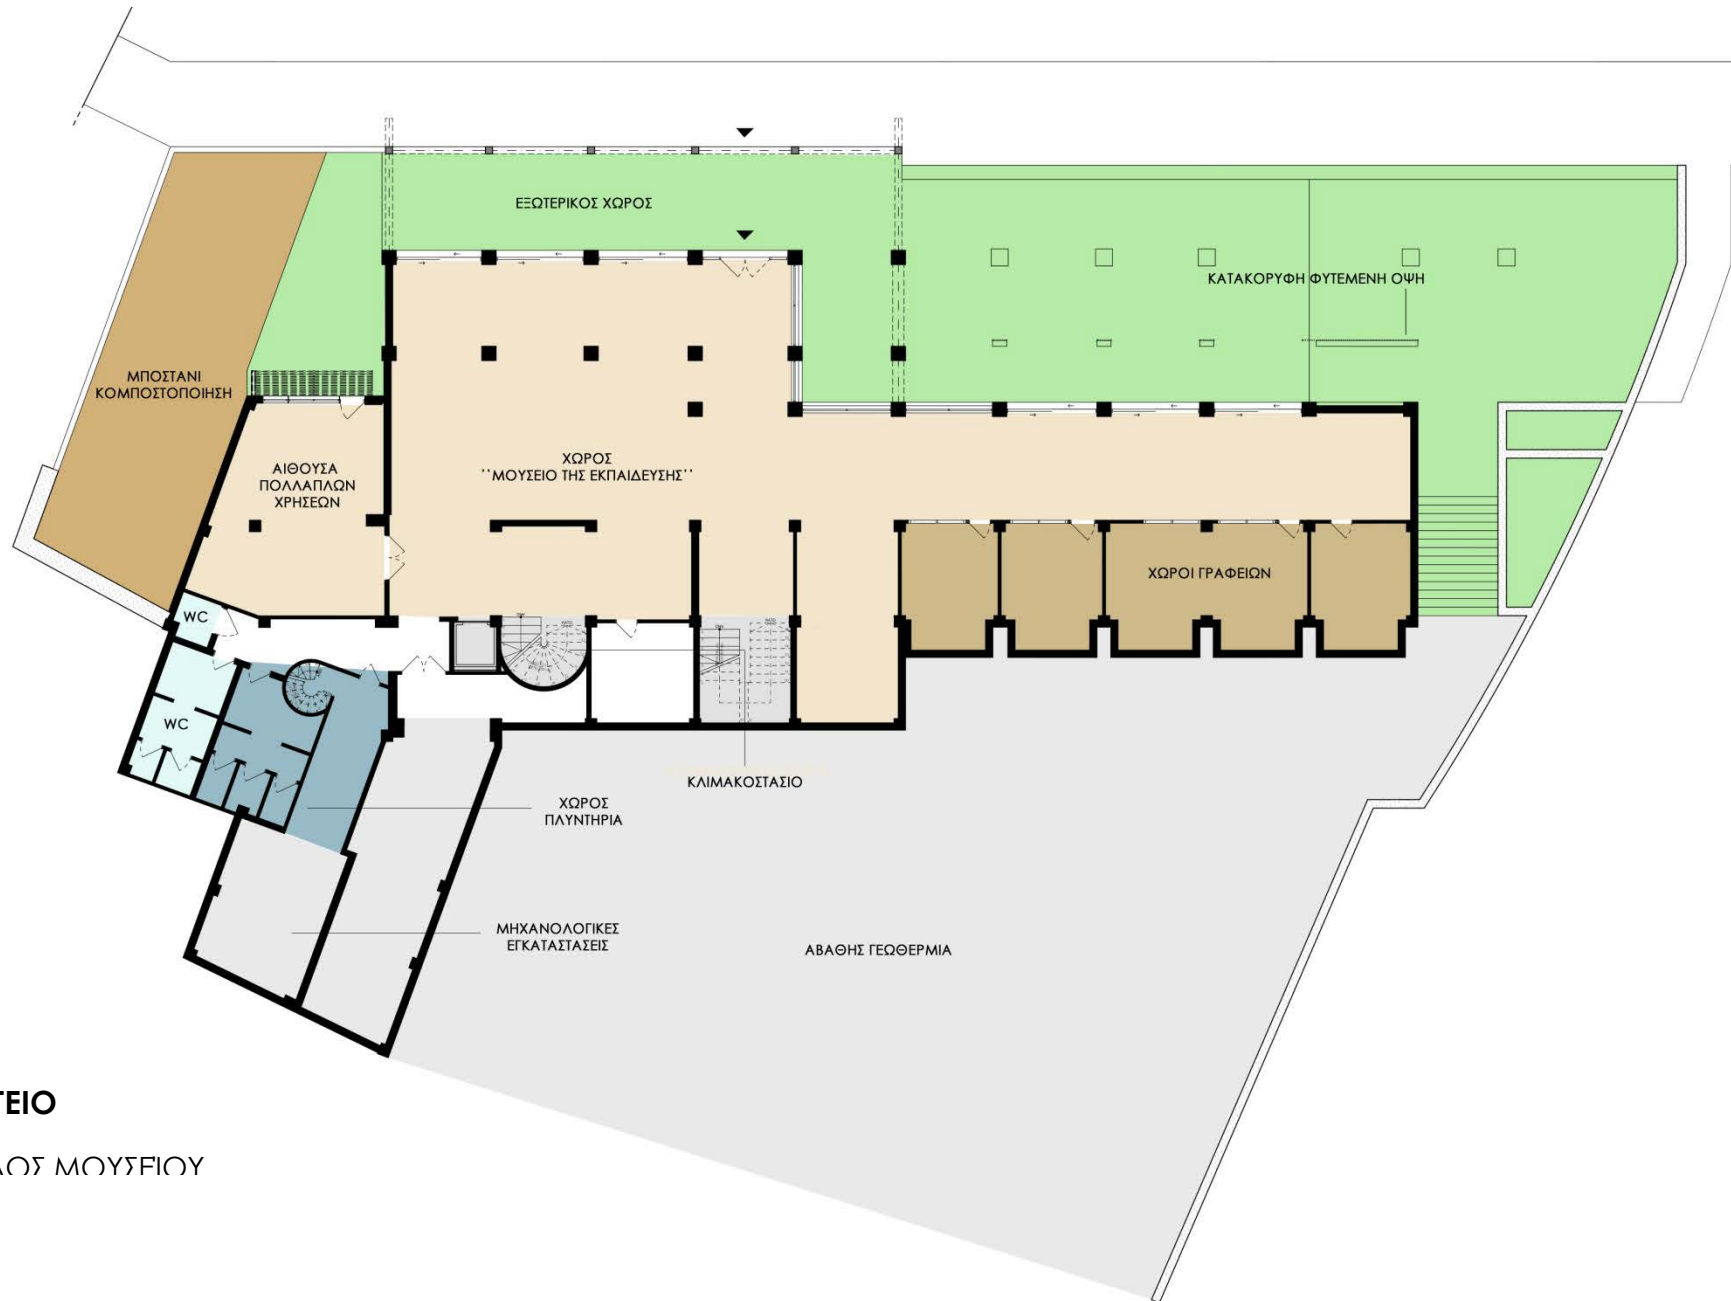 ΕΞΩΤΕΡΙΚΟΣ ΧΩΡΟΣ
ΚΑΤΑΚΟΡΥΦΗ ΦΥΤΕΜΕΝΗ ΟΨΗ
ΜΠΟΣΤΑΝΙ
ΚΟΜΠΟΣΤΟΠΟΙΗΣΗ
ΑΙΘΟΥΣΑ
ΠΟΛΛΑΠΛΩΝ
ΧΡΗΣΕΩΝ
ΧΩΡΟΣ
''ΜΟΥΣΕΙΟ ΤΗΣ ΕΚΠΑΙΔΕΥΣΗΣ''
ΧΩΡΟΙ ΓΡΑΦΕΙΩΝ
WC
WC
ΚΛΙΜΑΚΟΣΤΑΣΙΟ
ΧΩΡΟΣ
ΠΛΥΝΤΗΡΙΑ
ΜΗΧΑΝΟΛΟΓΙΚΕΣ
ΕΓΚΑΤΑΣΤΑΣΕΙΣ
ΑΒΑΘΗΣ ΓΕΩΘΕΡΜΙΑ
ΜΟΥΣΕΙΟΥ